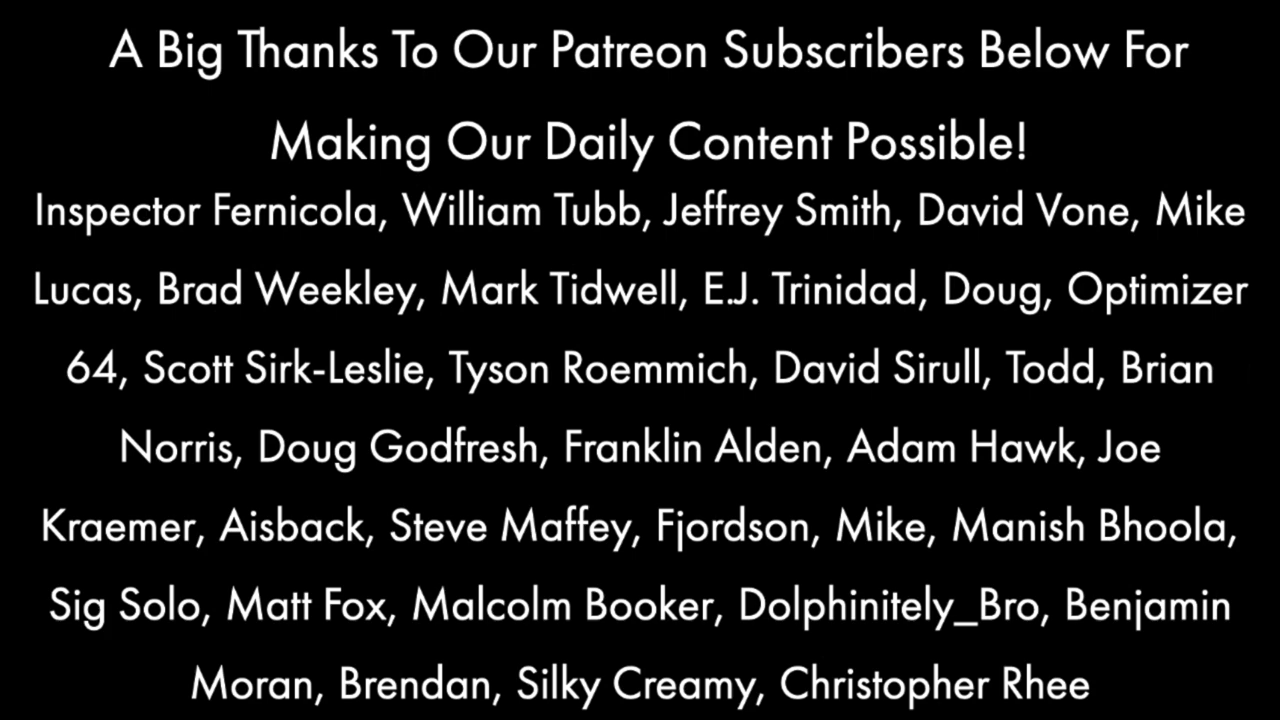 A Big Thanks To Our Patreon Subscribers Below For
Making Our Daily Content Possible!
Inspector Fernicola, William Tubb, Jeffrey Smith, David Vone, Mike
Lucas, Brad Weekley, Mark Tidwell, E.J. Trinidad, Doug, Optimizer
64, Scott Sirk-Leslie, Tyson Roemmich, David Sirull, Todd, Brian
Norris, Doug Godfresh, Franklin Alden, Adam Hawk, Joe
Kraemer, Aisback, Steve Maffey, Fjordson, Mike, Manish Bhoola,
Sig Solo, Matt Fox, Malcolm Booker, Dolphinitely_Bro, Benjamin
Moran, Brendan, Silky Creamy, Christopher Rhee